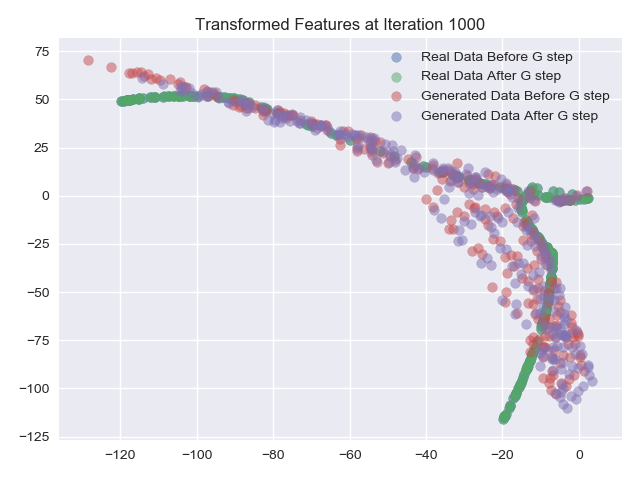 Transformed Features at Iteration 1000
Real Data Before G step
Real Data After G step
Generated Data Before G step
Generated Data After G step
75
50
25
0
−25
−50
−75
−100
−125
−120 −100 −80 −60 −40 −20 0